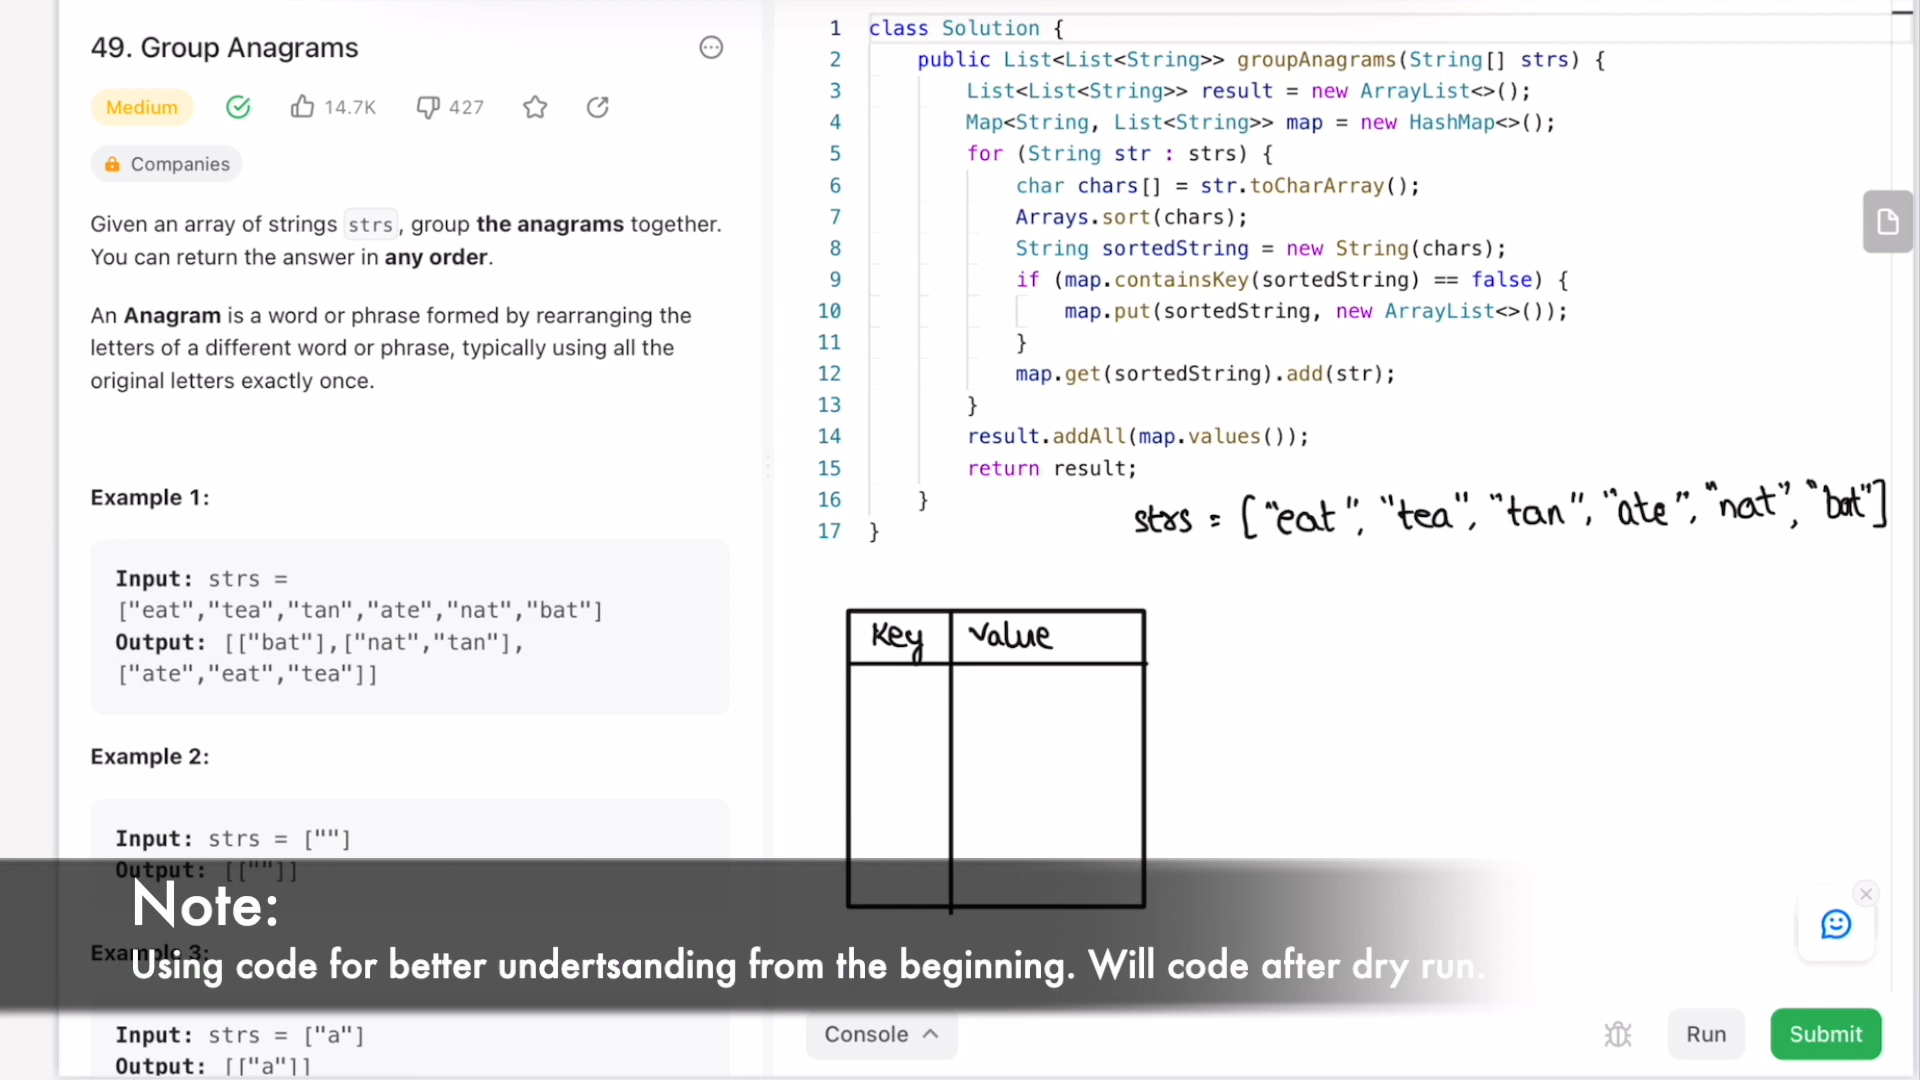 49. Group Anagrams
Medium
14.7K
427
Companies
Given an array of strings strs, group the anagrams together.
You can return the answer in any order.
An Anagram is a word or phrase formed by rearranging the
letters of a different word or phrase, typically using all the
original letters exactly once.
Example 1:
Input: strs =
["eat","tea","tan","ate","nat","bat"]
Output: [["bat"],["nat","tan"],
["ate","eat","tea"]]
Example 2:
Input: strs = [""]
Output: [[""]]
Example 3:
Input: strs = ["a"]
Output: [["a"]]
1 class Solution {
2 public List<List<String>> groupAnagrams(String[] strs) {
3 List<List<String>> result = new ArrayList<>();
4 Map<String, List<String>> map = new HashMap<>();
5 for (String str : strs) {
6 char chars[] = str.toCharArray();
7 Arrays.sort(chars);
8 String sortedString = new String(chars);
9 if (map.containsKey(sortedString) == false) {
10 map.put(sortedString, new ArrayList<>());
11 }
12 map.get(sortedString).add(str);
13 }
14 result.addAll(map.values());
15 return result;
16 }
17 }
strs = ["eat", "tea", "tan", "ate", "nat", "bat"]
Key Value
Note:
Using code for better undertsanding from the beginning. Will code after dry run.
Console
Run
Submit